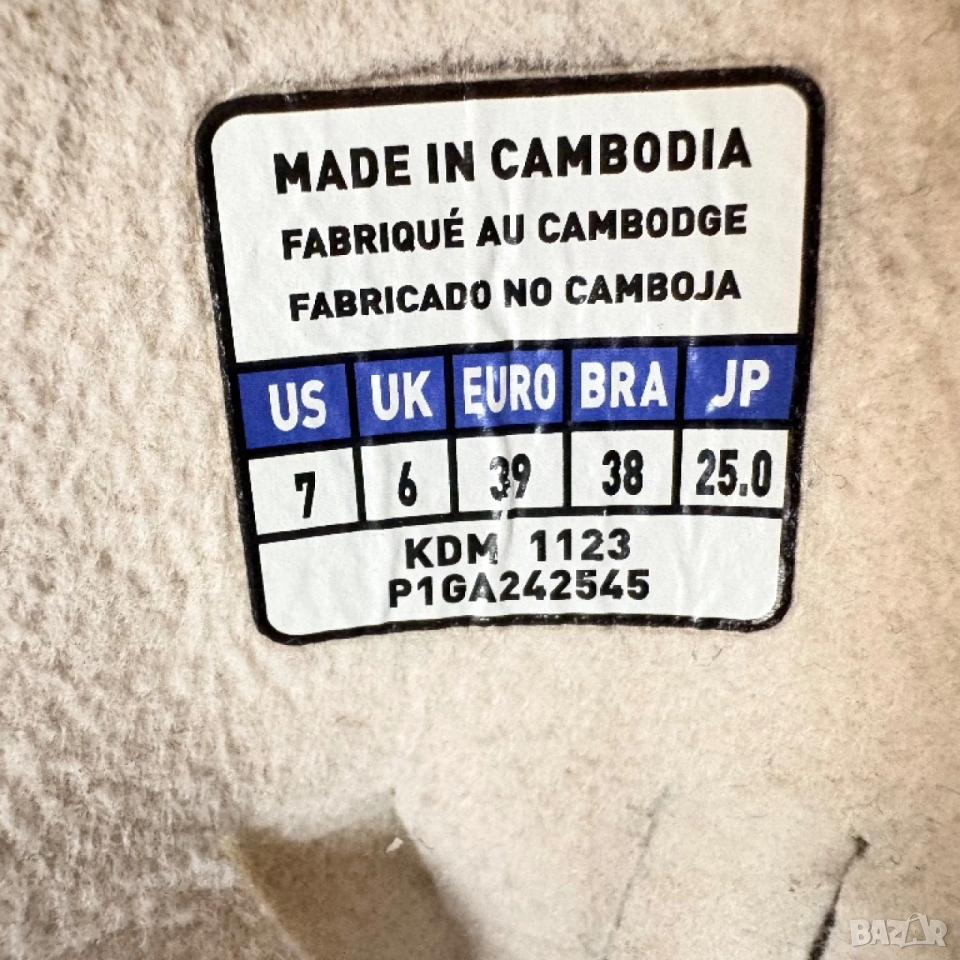 MADE IN CAMBODIA
FABRIQUÉ AU CAMBODGE
FABRICADO NO CAMBOJA
US UK EURO BRA JP
7 6 39 38 25.0
KDM 1123
P1GA242545
BAZAR